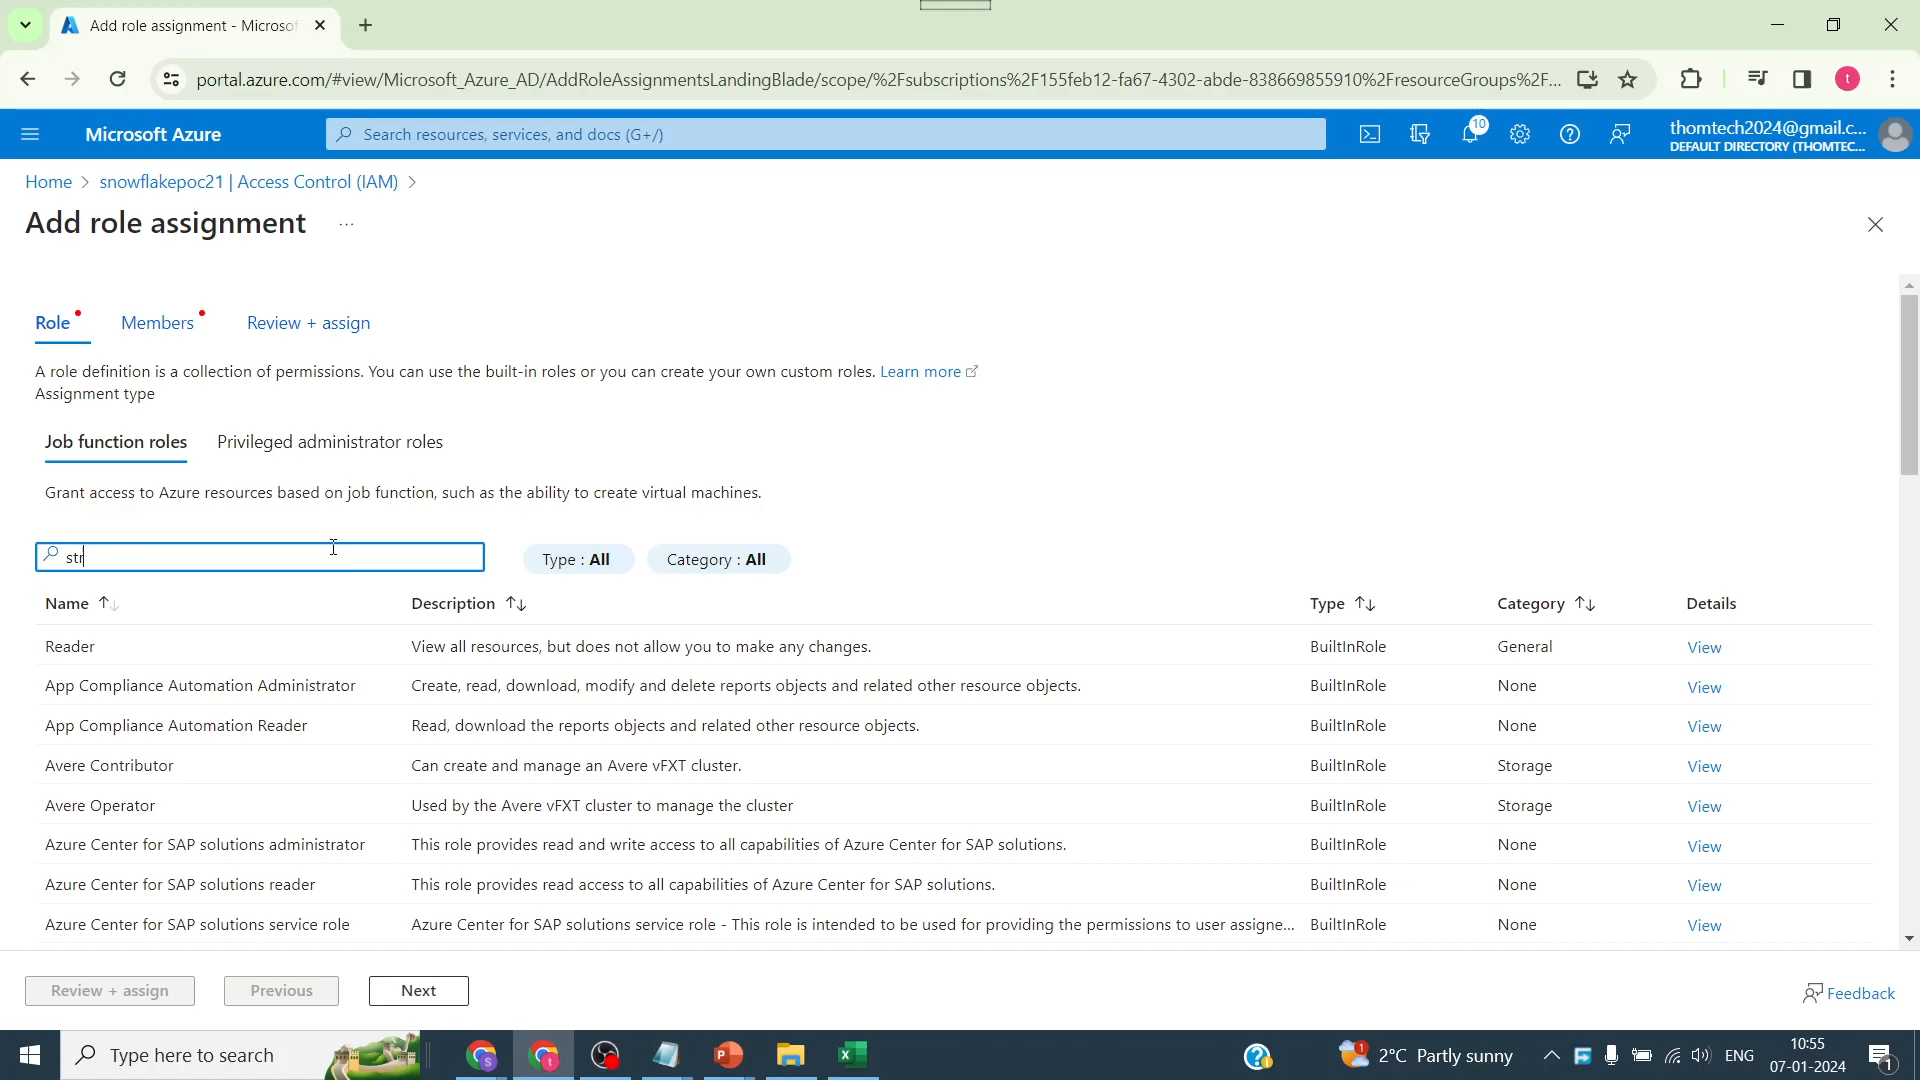 Add role assignment - Microsof
portal.azure.com/#view/Microsoft_Azure_AD/AddRoleAssignmentsLandingBlade/scope/%2Fsubscriptions%2F155feb12-fa67-4302-abde-838669855910%2FresourceGroups%2F...
t
Microsoft Azure
Search resources, services, and docs (G+/)
10
thomtech2024@gmail.c...
DEFAULT DIRECTORY (THOMTEC...
Home > snowflakepoc21 | Access Control (IAM) >
Add role assignment ...
Role Members Review + assign
A role definition is a collection of permissions. You can use the built-in roles or you can create your own custom roles. Learn more
Assignment type
Job function roles Privileged administrator roles
Grant access to Azure resources based on job function, such as the ability to create virtual machines.
str Type : All Category : All
Name Description Type Category Details
Reader View all resources, but does not allow you to make any changes. BuiltInRole General View
App Compliance Automation Administrator Create, read, download, modify and delete reports objects and related other resource objects. BuiltInRole None View
App Compliance Automation Reader Read, download the reports objects and related other resource objects. BuiltInRole None View
Avere Contributor Can create and manage an Avere vFXT cluster. BuiltInRole Storage View
Avere Operator Used by the Avere vFXT cluster to manage the cluster BuiltInRole Storage View
Azure Center for SAP solutions administrator This role provides read and write access to all capabilities of Azure Center for SAP solutions. BuiltInRole None View
Azure Center for SAP solutions reader This role provides read access to all capabilities of Azure Center for SAP solutions. BuiltInRole None View
Azure Center for SAP solutions service role Azure Center for SAP solutions service role - This role is intended to be used for providing the permissions to user assigne... BuiltInRole None View
Review + assign Previous Next Feedback
Type here to search S t P X 1 2°C Partly sunny ENG 10:55
07-01-2024 1